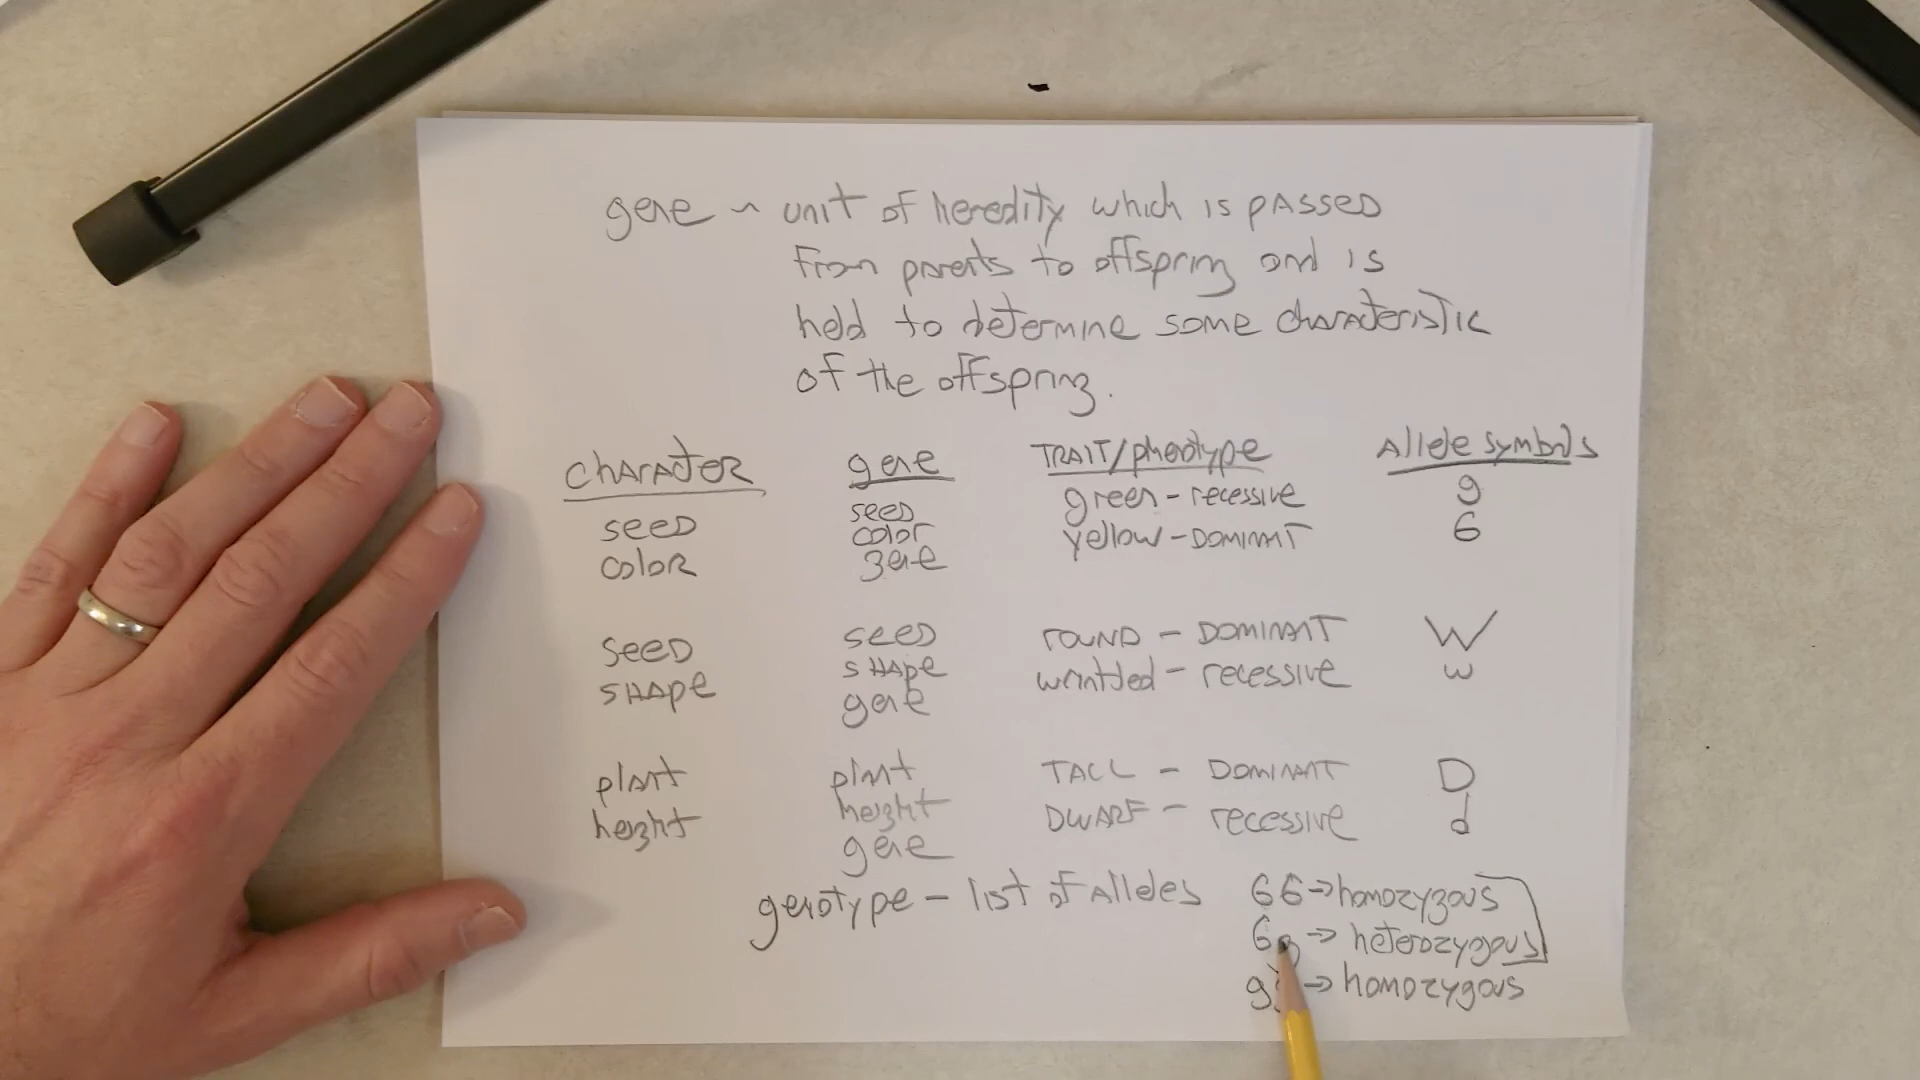 gene ~ unit of heredity which is passed
from parents to offspring and is
held to determine some characteristic
of the offspring.
character gene TRAIT/phenotype Allele symbols
seed seed green - recessive g
color color yellow - DOMINANT G
gene
seed seed round - DOMINANT W
shape shape wrinkled - recessive w
gene
plant plant TALL - DOMINANT D
height height DWARF - recessive d
gene
genotype - list of alleles GG → homozygous
Gg → heterozygous
gg → homozygous